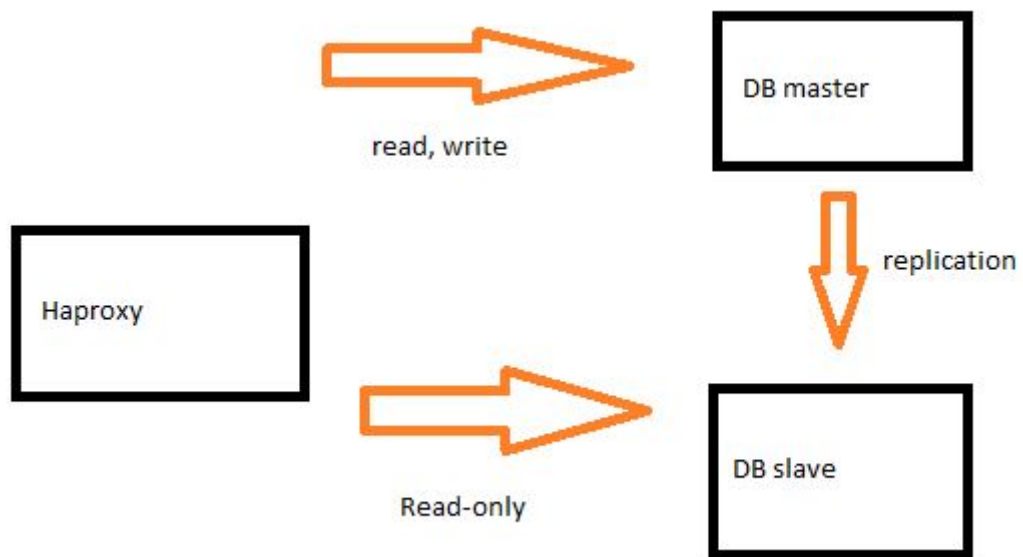 DB master
read, write
replication
Haproxy
DB slave
Read-only